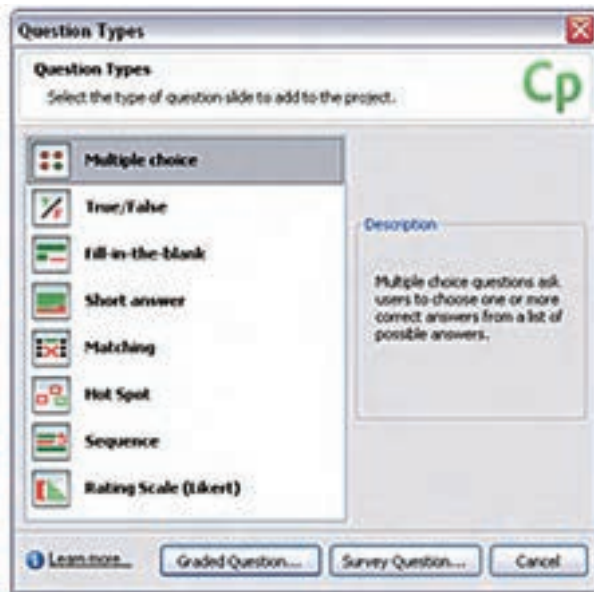 Question Types
Question Types
Select the type of question slide to add to the project.
Cp
Multiple choice
True/False
Fill-in-the-blank
Short answer
Matching
Hot Spot
Sequence
Rating Scale (Likert)
Description
Multiple choice questions ask
users to choose one or more
correct answers from a list of
possible answers.
Learn more...
Graded Question...
Survey Question...
Cancel